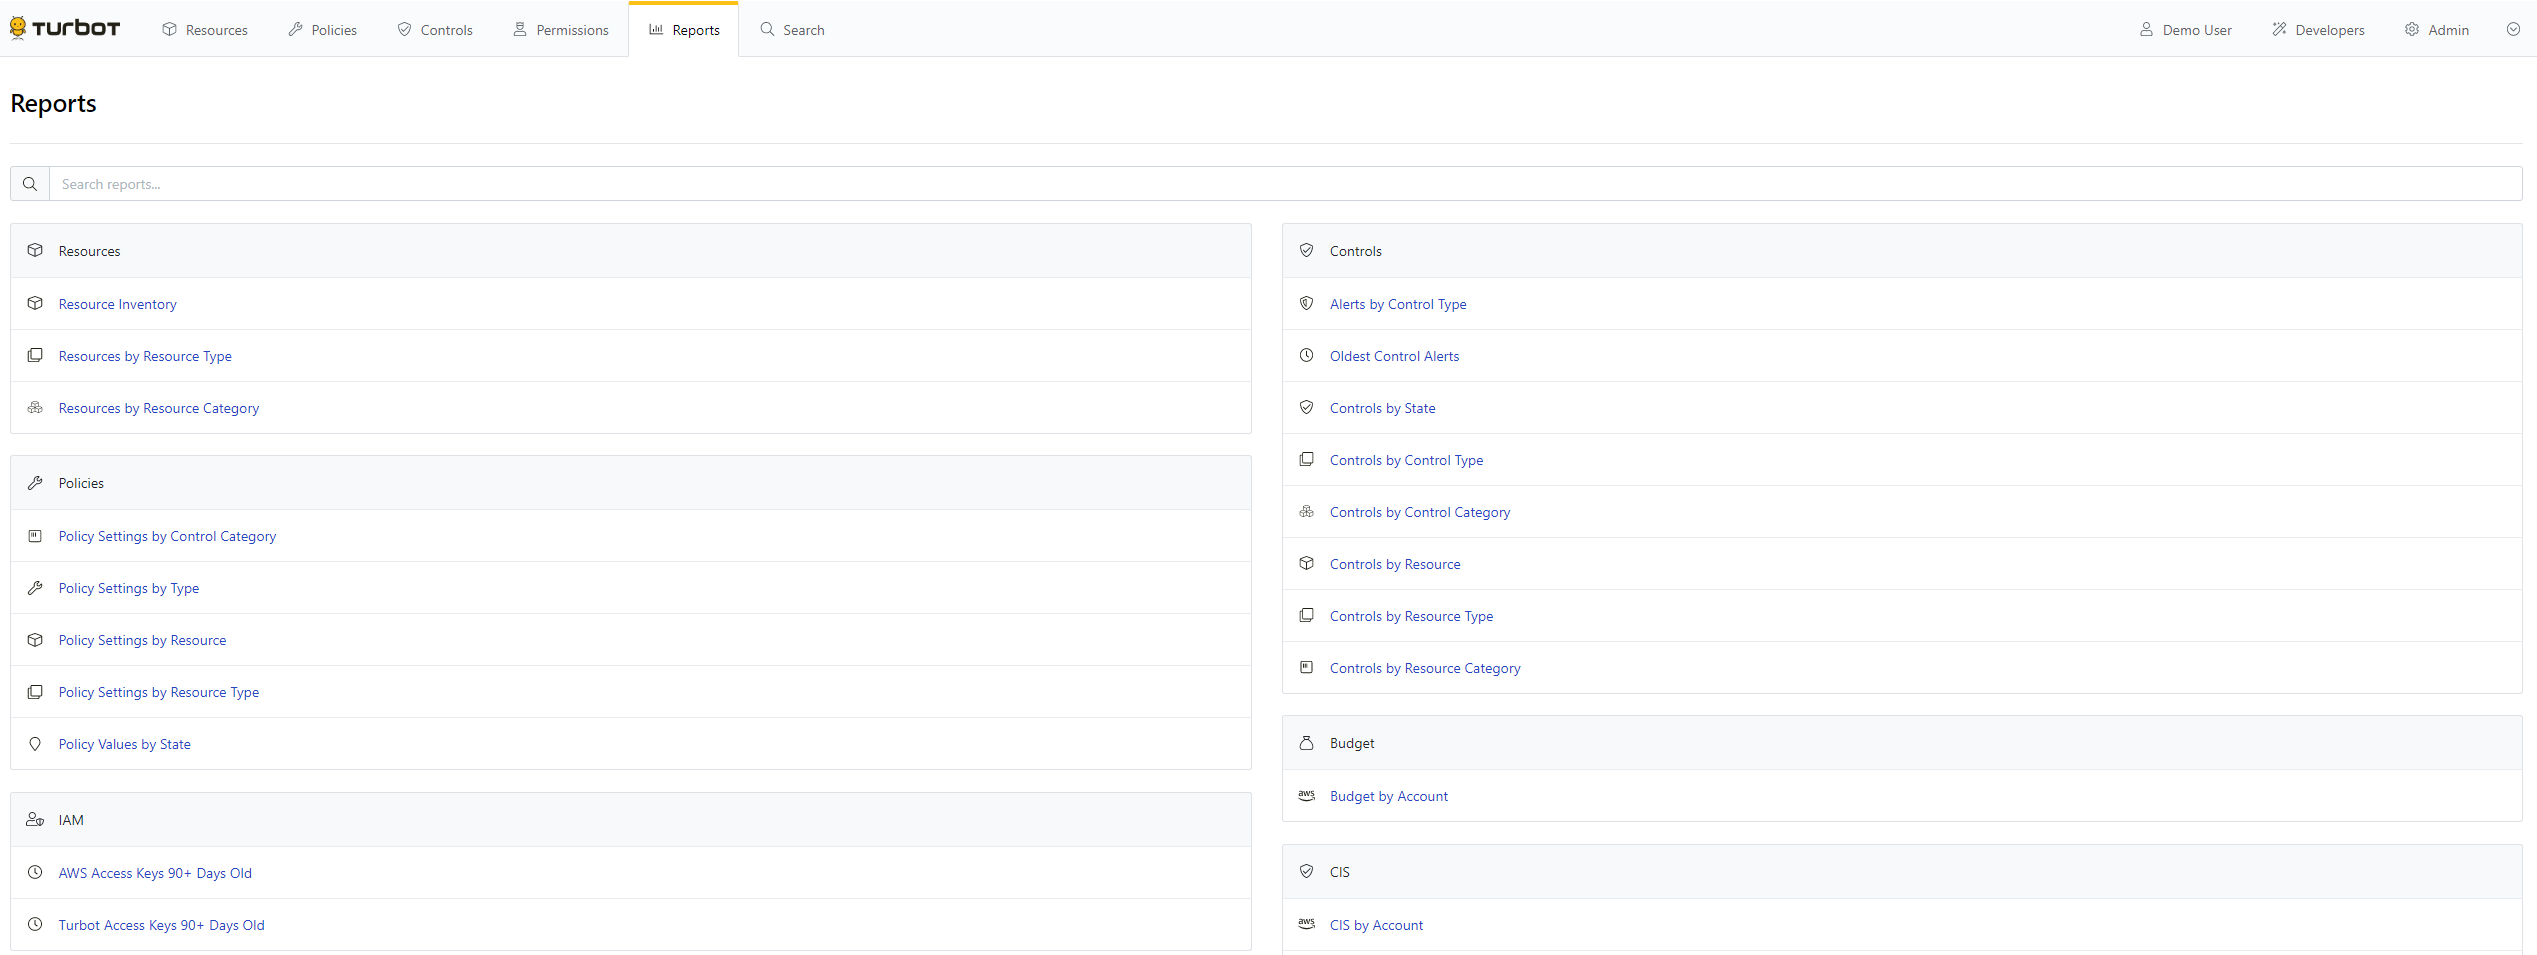 TURBOT
Resources
Policies
Controls
Permissions
Reports
Search
Demo User
Developers
Admin
Reports
Search reports...
Resources
Resource Inventory
Resources by Resource Type
Resources by Resource Category
Policies
Policy Settings by Control Category
Policy Settings by Type
Policy Settings by Resource
Policy Settings by Resource Type
Policy Values by State
IAM
AWS Access Keys 90+ Days Old
Turbot Access Keys 90+ Days Old
Controls
Alerts by Control Type
Oldest Control Alerts
Controls by State
Controls by Control Type
Controls by Control Category
Controls by Resource
Controls by Resource Type
Controls by Resource Category
Budget
aws Budget by Account
CIS
aws CIS by Account